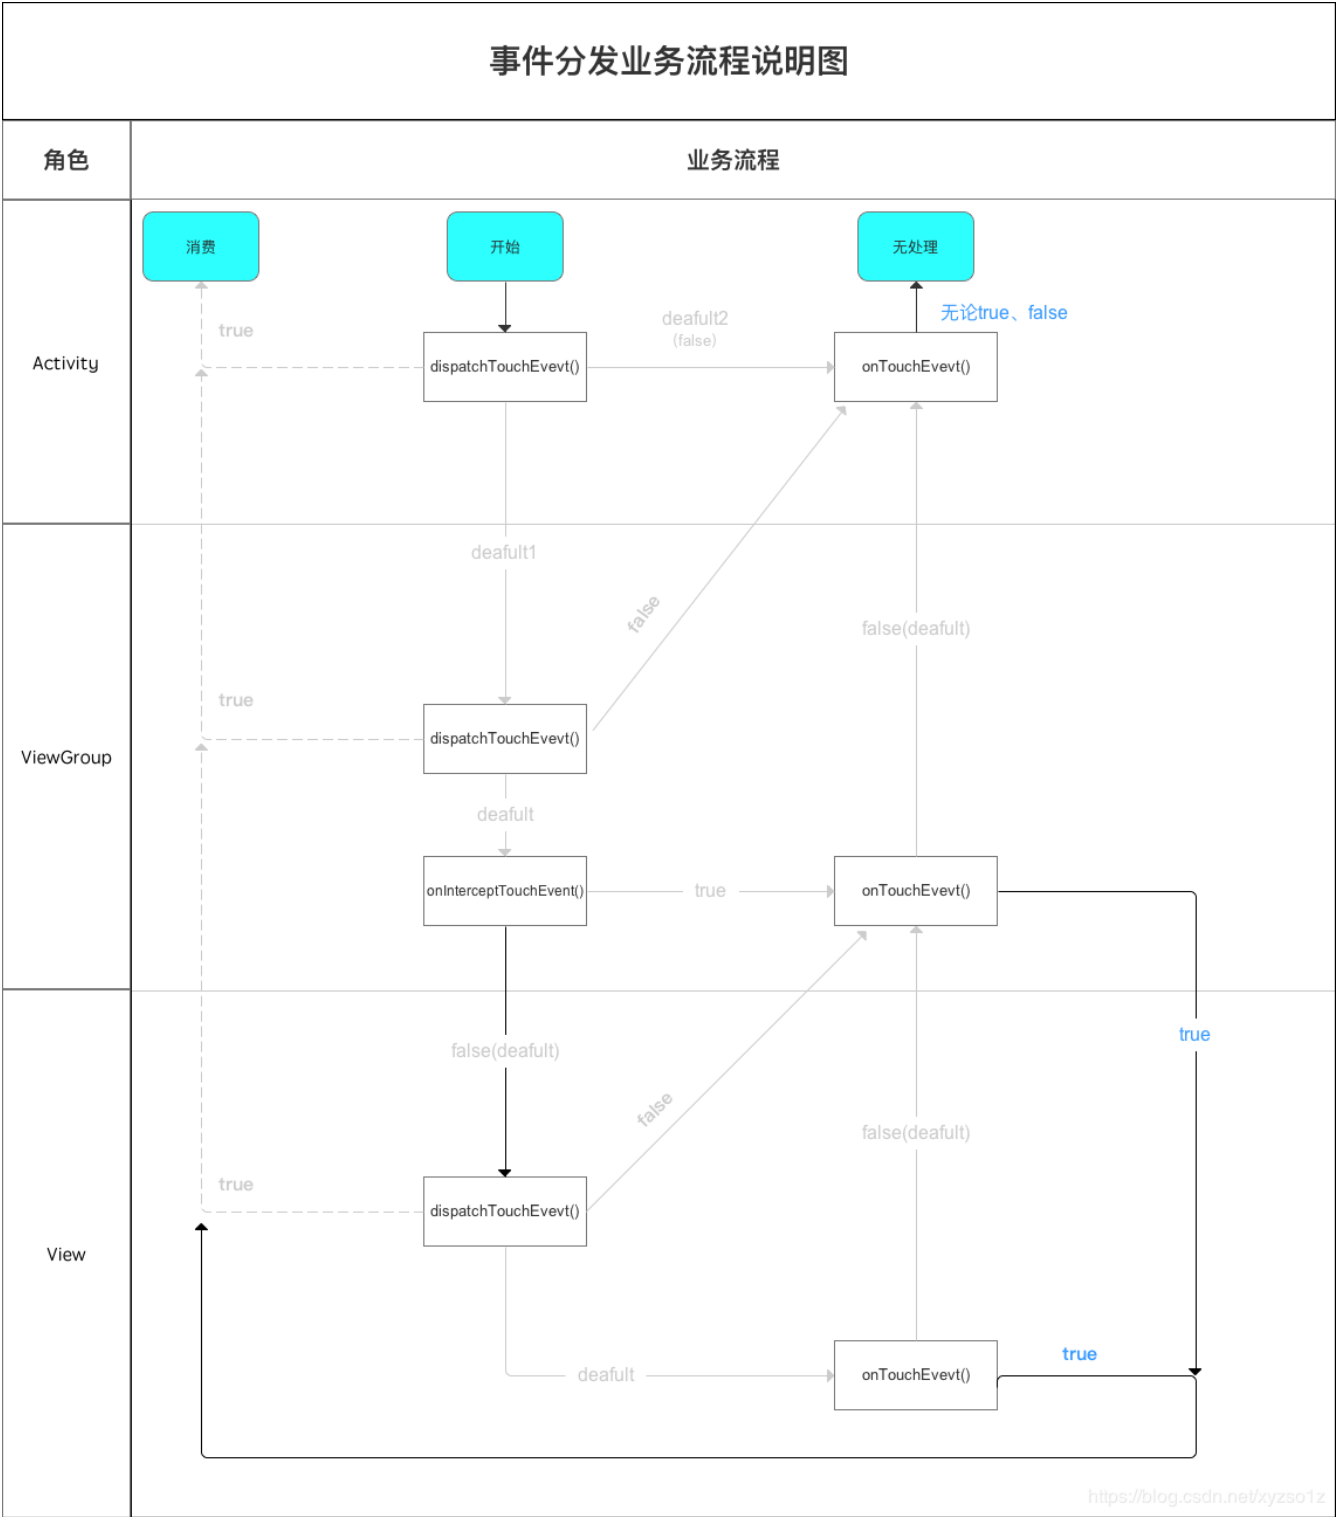 事件分发业务流程说明图
角色
业务流程
消费
开始
无处理
true
deafult2
(false)
无论true、false
Activity
dispatchTouchEvevt()
onTouchEvevt()
deafult1
false
false(deafult)
true
dispatchTouchEvevt()
ViewGroup
deafult
onInterceptTouchEvent()
true
onTouchEvevt()
true
false(deafult)
false
false(deafult)
true
dispatchTouchEvevt()
View
true
deafult
onTouchEvevt()
https://blog.csdn.net/xyzso1z